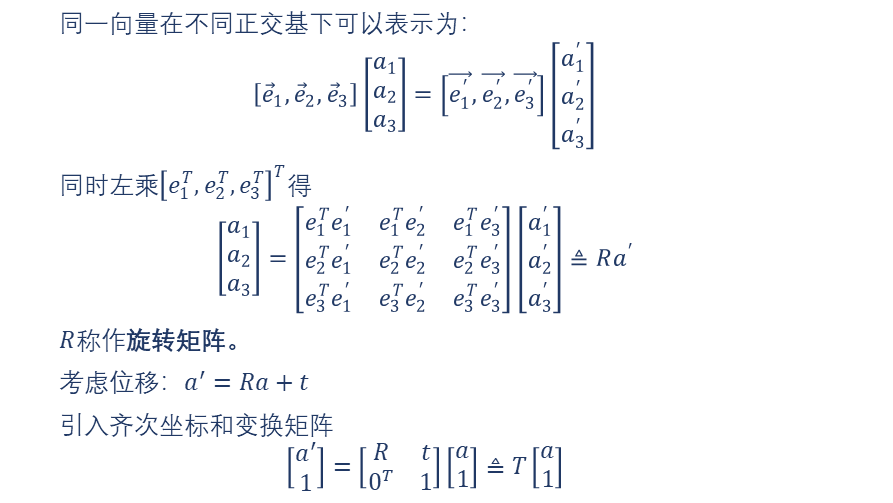 同一向量在不同正交基下可以表示为：
$[\vec{e}_1, \vec{e}_2, \vec{e}_3] \begin{bmatrix} a_1 \\ a_2 \\ a_3 \end{bmatrix} = [\overrightarrow{e_1'}, \overrightarrow{e_2'}, \overrightarrow{e_3'}] \begin{bmatrix} a_1' \\ a_2' \\ a_3' \end{bmatrix}$
同时左乘$[e_1^T, e_2^T, e_3^T]^T$得
$\begin{bmatrix} a_1 \\ a_2 \\ a_3 \end{bmatrix} = \begin{bmatrix} e_1^T e_1' & e_1^T e_2' & e_1^T e_3' \\ e_2^T e_1' & e_2^T e_2' & e_2^T e_3' \\ e_3^T e_1' & e_3^T e_2' & e_3^T e_3' \end{bmatrix} \begin{bmatrix} a_1' \\ a_2' \\ a_3' \end{bmatrix} \triangleq Ra'$
R称作旋转矩阵。
考虑位移：$a' = Ra + t$
引入齐次坐标和变换矩阵
$\begin{bmatrix} a' \\ 1 \end{bmatrix} = \begin{bmatrix} R & t \\ 0^T & 1 \end{bmatrix} \begin{bmatrix} a \\ 1 \end{bmatrix} \triangleq T \begin{bmatrix} a \\ 1 \end{bmatrix}$